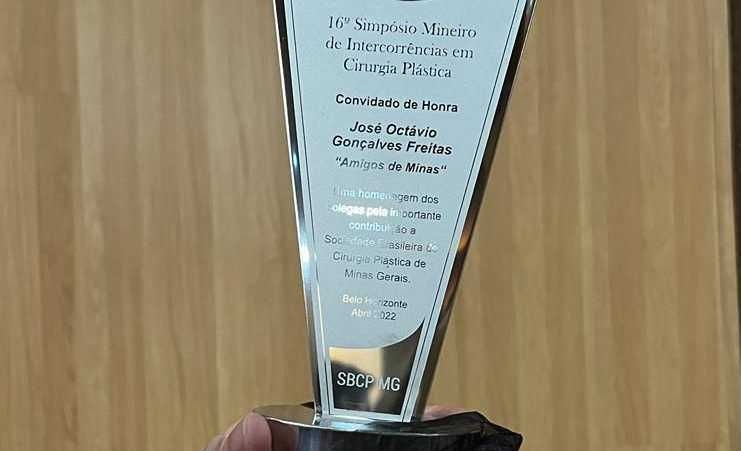 16º Simpósio Mineiro
de Intercorrências em
Cirurgia Plástica
Convidado de Honra
José Octávio
Gonçalves Freitas
"Amigos de Minas"
Uma homenagem dos
colegas pela importante
contribuição a
Sociedade Brasileira de
Cirurgia Plástica de
Minas Gerais.
Belo Horizonte
Abril 2022
SBCP MG